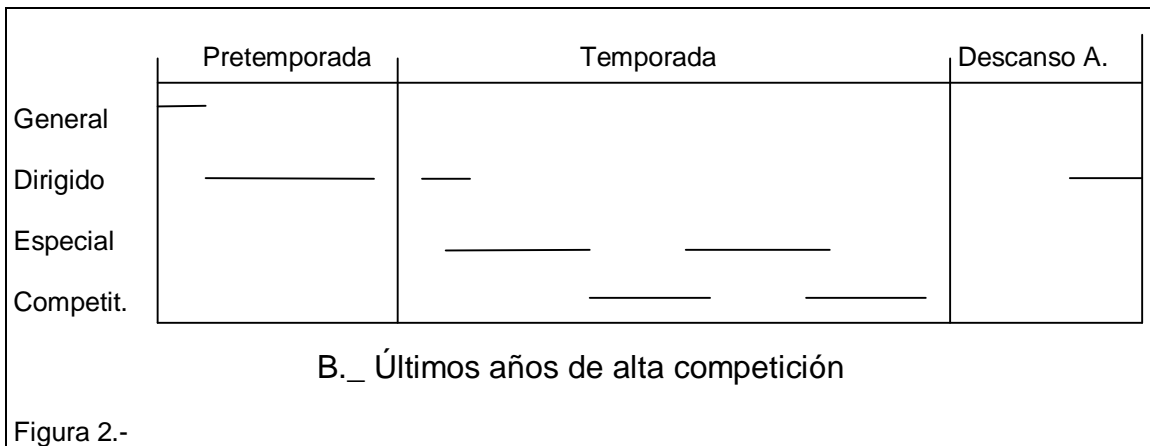 Pretemporada Temporada Descanso A.
General
Dirigido
Especial
Competit.
B._ Últimos años de alta competición
Figura 2.-